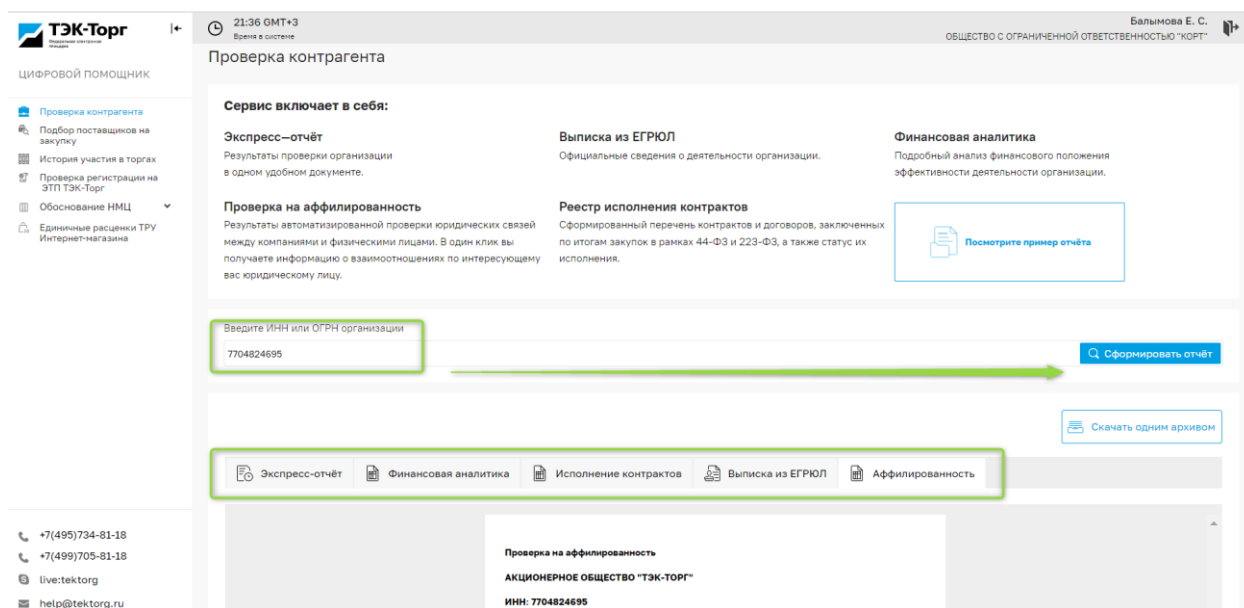 ТЭК-Торг
Федеральная электронная
площадка
ЦИФРОВОЙ ПОМОЩНИК
Проверка контрагента
Подбор поставщиков на
закупку
История участия в торгах
Проверка регистрации на
ЭТП ТЭК-Торг
Обоснование НМЦ
Единичные расценки ТРУ
Интернет-магазина
+7(495)734-81-18
+7(499)705-81-18
live:tektorg
help@tektorg.ru
21:36 GMT+3
Время в системе
Балымова Е. С.
ОБЩЕСТВО С ОГРАНИЧЕННОЙ ОТВЕТСТВЕННОСТЬЮ "КОРТ"
Проверка контрагента
Сервис включает в себя:
Экспресс—отчёт
Результаты проверки организации
в одном удобном документе.
Выписка из ЕГРЮЛ
Официальные сведения о деятельности организации.
Финансовая аналитика
Подробный анализ финансового положения
эффективности деятельности организации.
Проверка на аффилированность
Результаты автоматизированной проверки юридических связей
между компаниями и физическими лицами. В один клик вы
получаете информацию о взаимоотношениях по интересующему
вас юридическому лицу.
Реестр исполнения контрактов
Сформированный перечень контрактов и договоров, заключенных
по итогам закупок в рамках 44-ФЗ и 223-ФЗ, а также статус их
исполнения.
Посмотрите пример отчёта
Введите ИНН или ОГРН организации
7704824695
Сформировать отчёт
Скачать одним архивом
Экспресс-отчёт
Финансовая аналитика
Исполнение контрактов
Выписка из ЕГРЮЛ
Аффилированность
Проверка на аффилированность
АКЦИОНЕРНОЕ ОБЩЕСТВО "ТЭК-ТОРГ"
ИНН: 7704824695